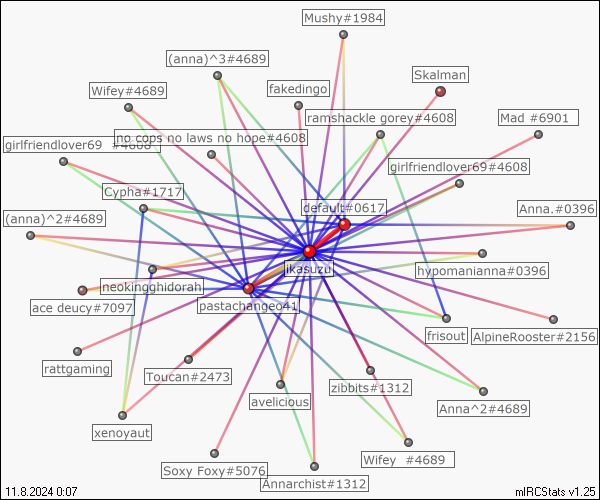 Mushy#1984
(anna)^3#4689
Skalman
Wifey#4689
fakedingo
ramshackle gorey#4608
Mad #6901
no cops no laws no hope#4608
girlfriendlover69 #4608
girlfriendlover69#4608
Cypha#1717
default#0617
Anna.#0396
(anna)^2#4689
ikasuzu
hypomanianna#0396
neokingghidorah
ace deucy#7097
pastachangeo41
frisout
AlpineRooster#2156
rattgaming
Toucan#2473
zibbits#1312
avelicious
Anna^2#4689
xenoyaut
Wifey #4689
Soxy Foxy#5076
Annarchist#1312
11.8.2024 0:07
mIRCStats v1.25